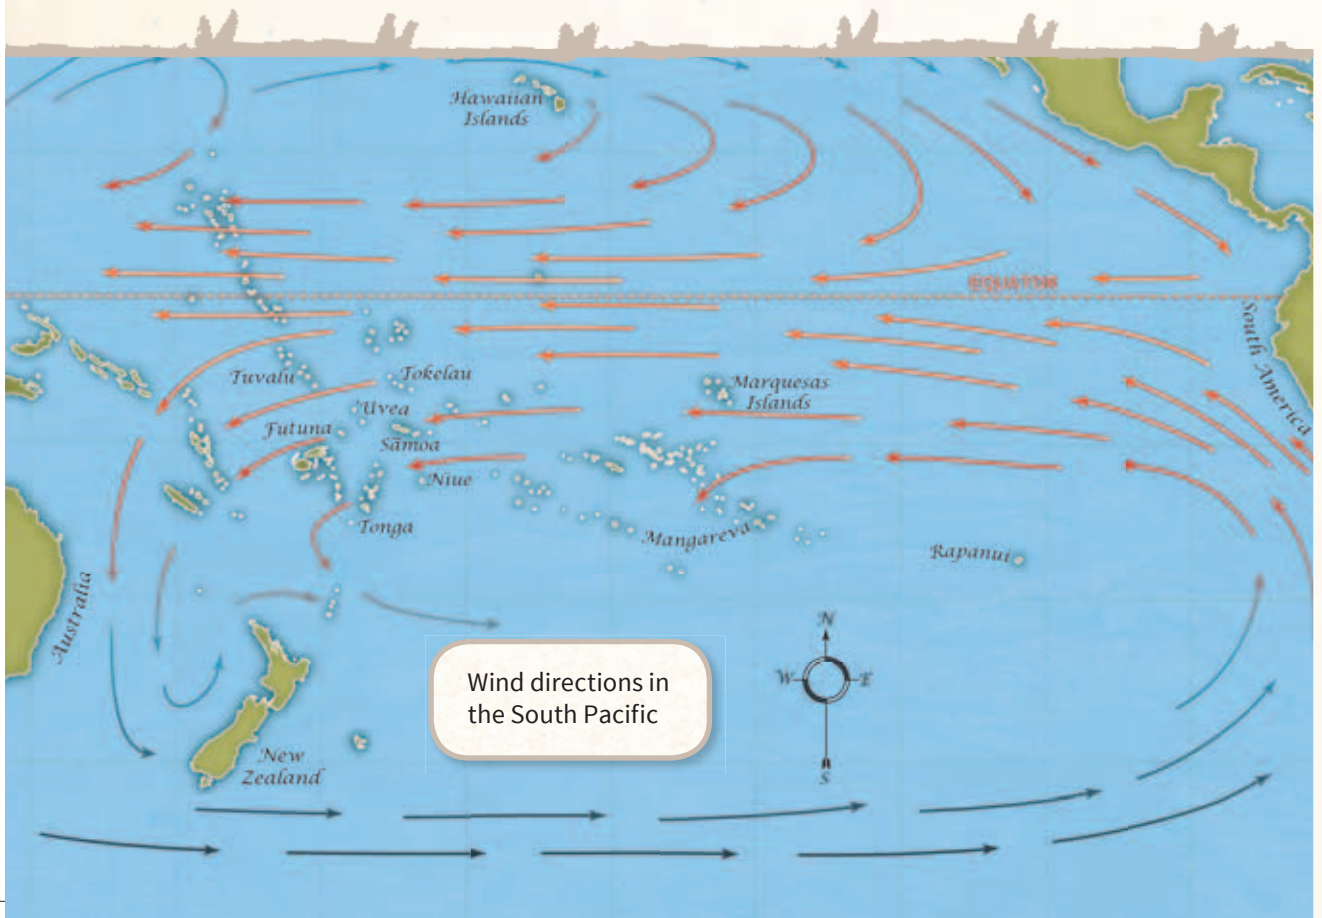 Hawaiian
Islands
EQUATOR
South America
Tuvalu
Tokelau
Marquesas
Islands
'Uvea
Futuna
Sāmoa
Niue
Tonga
Mangareva
Rapanui
Australia
N
W
E
S
Wind directions in
the South Pacific
New
Zealand